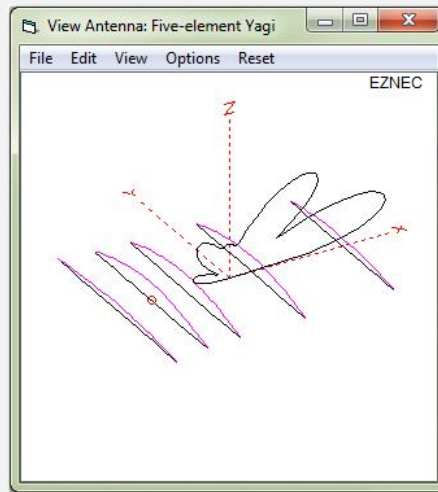 View Antenna: Five-element Yagi
File Edit View Options Reset
EZNEC
Z
Y
X